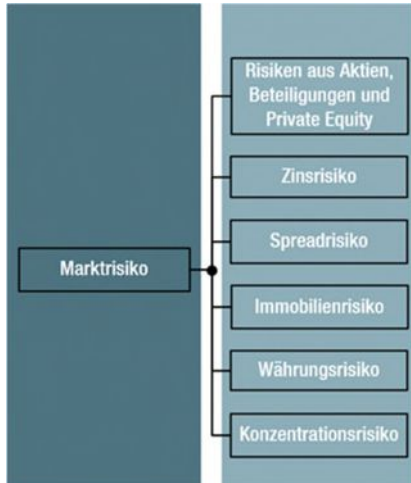 Marktrisiko
Risiken aus Aktien,
Beteiligungen und
Private Equity
Zinsrisiko
Spreadrisiko
Immobilienrisiko
Währungsrisiko
Konzentrationsrisiko